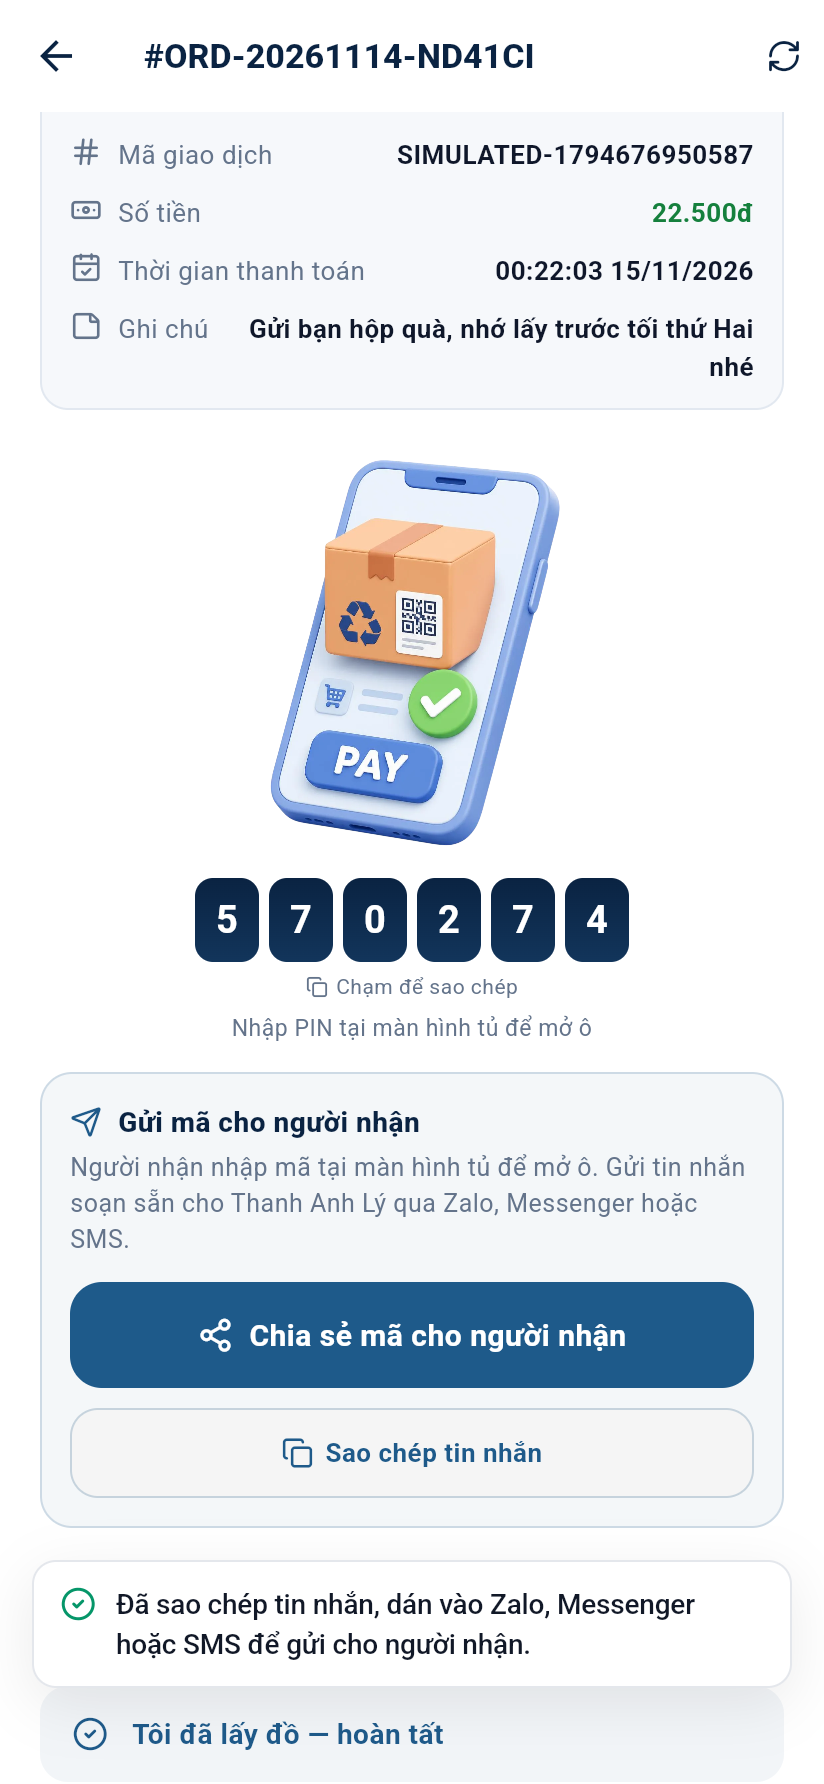 #ORD-20261114-ND41CI
Mã giao dịch SIMULATED-1794676950587
Số tiền 22.500đ
Thời gian thanh toán 00:22:03 15/11/2026
Ghi chú Gửi bạn hộp quà, nhớ lấy trước tối thứ Hai
nhé
PAY
5 7 0 2 7 4
Chạm để sao chép
Nhập PIN tại màn hình tủ để mở ô
Gửi mã cho người nhận
Người nhận nhập mã tại màn hình tủ để mở ô. Gửi tin nhắn
soạn sẵn cho Thanh Anh Lý qua Zalo, Messenger hoặc
SMS.
Chia sẻ mã cho người nhận
Sao chép tin nhắn
Đã sao chép tin nhắn, dán vào Zalo, Messenger
hoặc SMS để gửi cho người nhận.
Tôi đã lấy đồ — hoàn tất